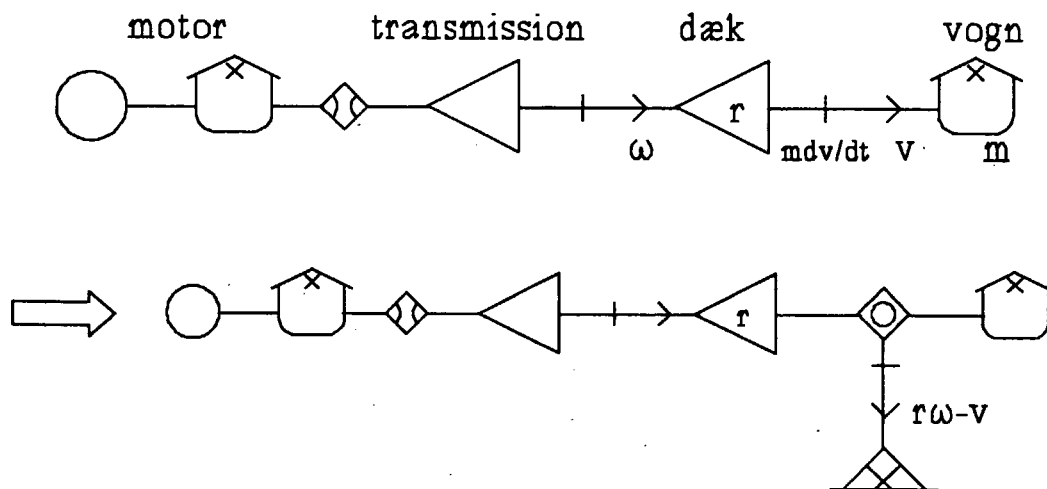 motor transmission dæk vogn
r
ω mdv/dt v m
r
rω-v